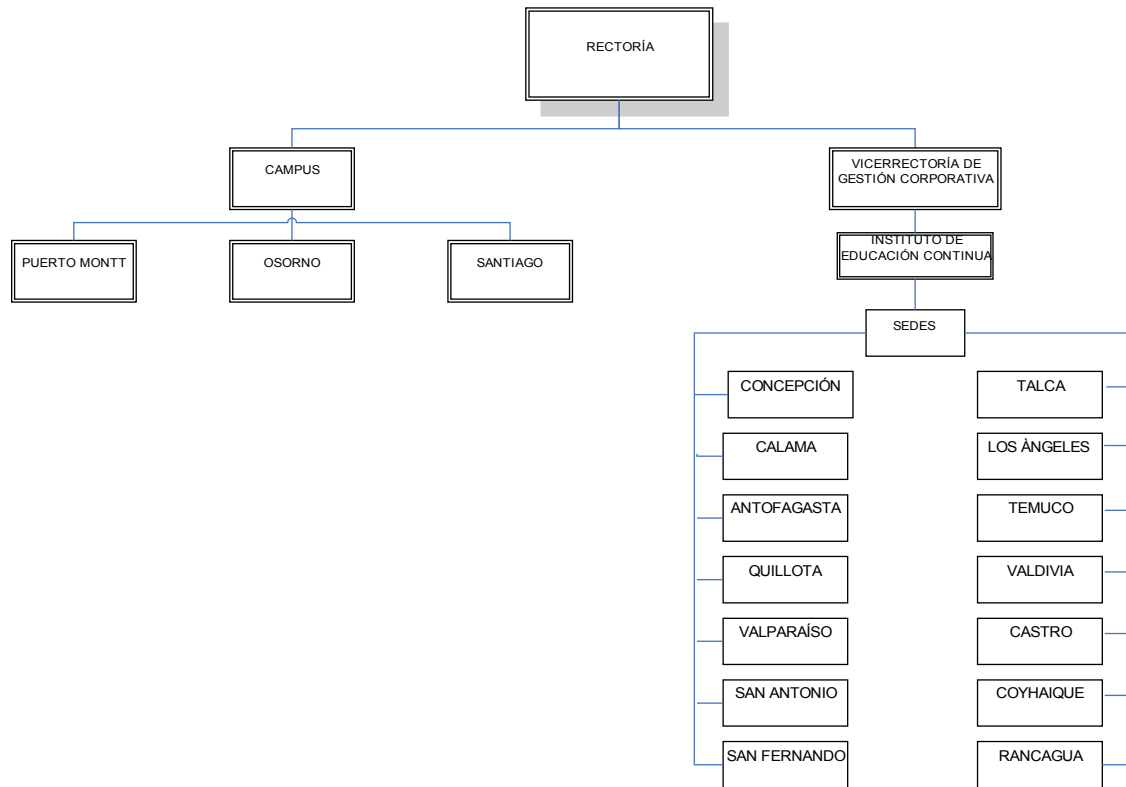 RECTORÍA
CAMPUS
VICERRECTORÍA DE
GESTIÓN CORPORATIVA
PUERTO MONTT
OSORNO
SANTIAGO
INSTITUTO DE
EDUCACIÓN CONTINUA
SEDES
CONCEPCIÓN
TALCA
CALAMA
LOS ÀNGELES
ANTOFAGASTA
TEMUCO
QUILLOTA
VALDIVIA
VALPARAÍSO
CASTRO
SAN ANTONIO
COYHAIQUE
SAN FERNANDO
RANCAGUA